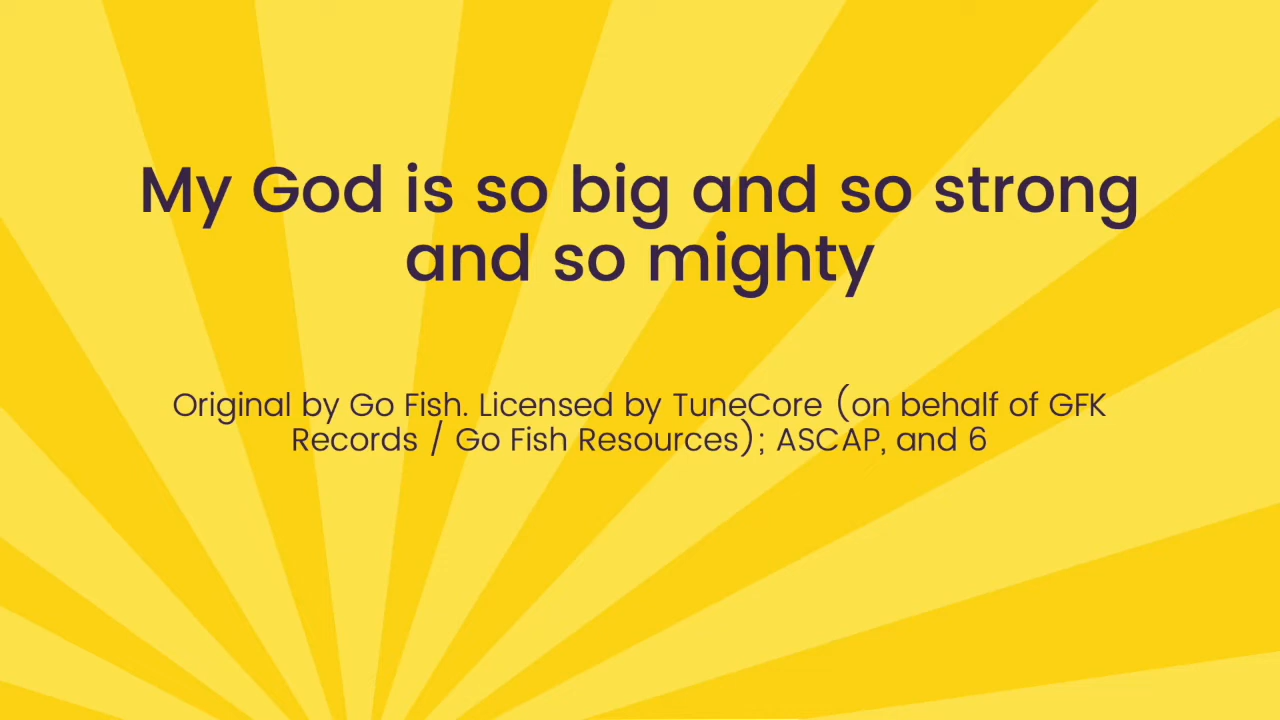 My God is so big and so strong
and so mighty
Original by Go Fish. Licensed by TuneCore (on behalf of GFK
Records / Go Fish Resources); ASCAP, and 6